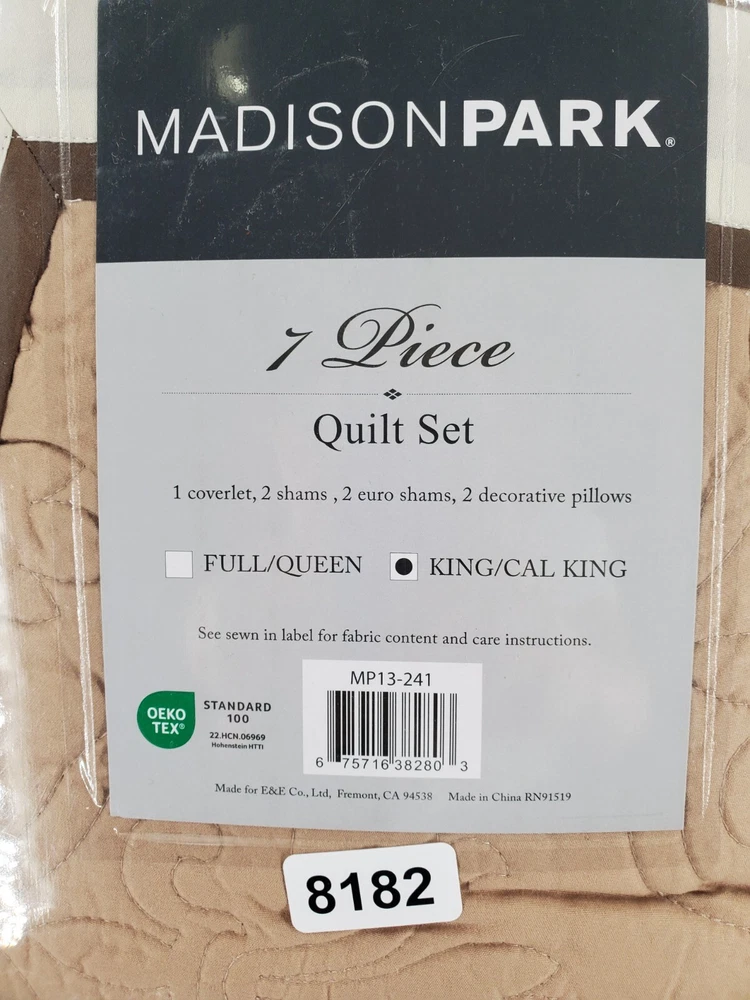 MADISONPARK®
7 Piece
Quilt Set
1 coverlet, 2 shams , 2 euro shams, 2 decorative pillows
FULL/QUEEN KING/CAL KING
See sewn in label for fabric content and care instructions.
MP13-241
OEKO
TEX®
STANDARD
100
22.HCN.06969
Hohenstein HTTI
6 75716 38280 3
Made for E&E Co., Ltd, Fremont, CA 94538 Made in China RN91519
8182